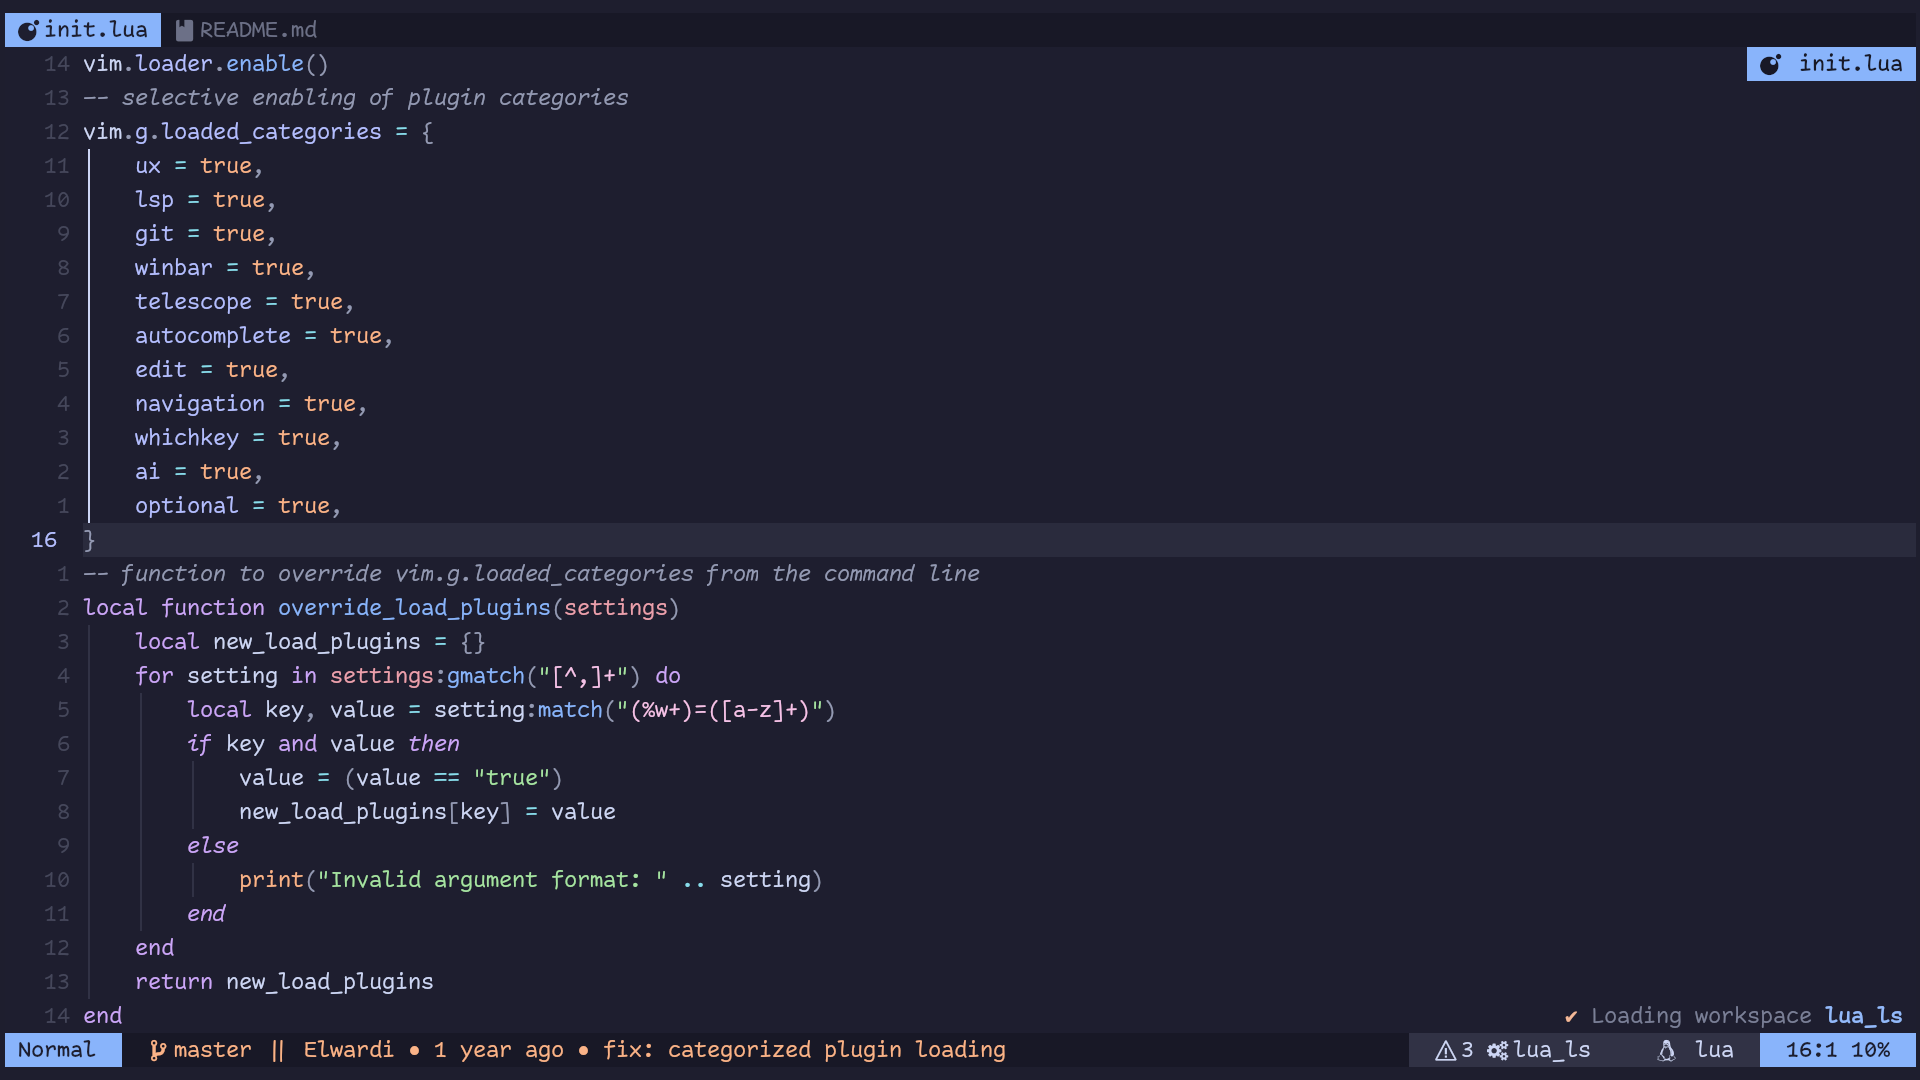 init.lua README.md
14 vim.loader.enable() init.lua
13 -- selective enabling of plugin categories
12 vim.g.loaded_categories = {
11     ux = true,
10     lsp = true,
9     git = true,
8     winbar = true,
7     telescope = true,
6     autocomplete = true,
5     edit = true,
4     navigation = true,
3     whichkey = true,
2     ai = true,
1     optional = true,
16 }
1 -- function to override vim.g.loaded_categories from the command line
2 local function override_load_plugins(settings)
3     local new_load_plugins = {}
4     for setting in settings:gmatch("[^,]+") do
5         local key, value = setting:match("(%w+)=([a-z]+)")
6         if key and value then
7             value = (value == "true")
8             new_load_plugins[key] = value
9         else
10             print("Invalid argument format: " .. setting)
11         end
12     end
13     return new_load_plugins
14 end ✔ Loading workspace lua_ls
Normal master || Elwardi • 1 year ago • fix: categorized plugin loading 3 lua_ls lua 16:1 10%